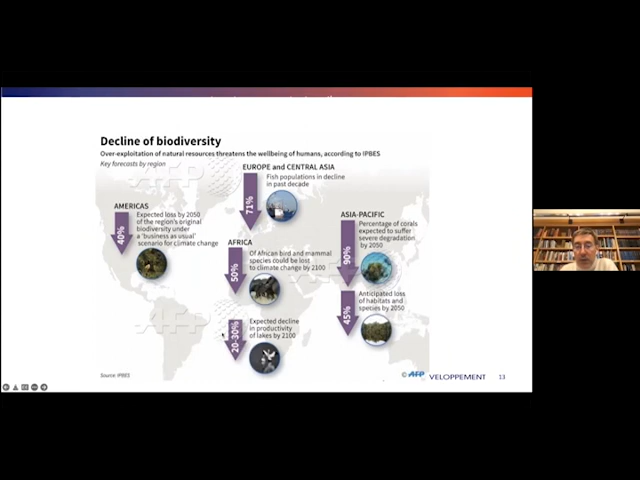 Decline of biodiversity
Over-exploitation of natural resources threatens the wellbeing of humans, according to IPBES
Key forecasts by region
EUROPE and CENTRAL ASIA
71%
Fish populations in decline
in past decade
AMERICAS
40%
Expected loss by 2050
of the region's original
biodiversity under
a 'business as usual'
scenario for climate change
AFRICA
50%
Of African bird and mammal
species could be lost
to climate change by 2100
20-30%
Expected decline
in productivity
of lakes by 2100
ASIA-PACIFIC
90%
Percentage of corals
expected to suffer
severe degradation
by 2050
45%
Anticipated loss
of habitats and
species by 2050
Source: IPBES
© AFP
VELOPPEMENT
13
AFP
AFP